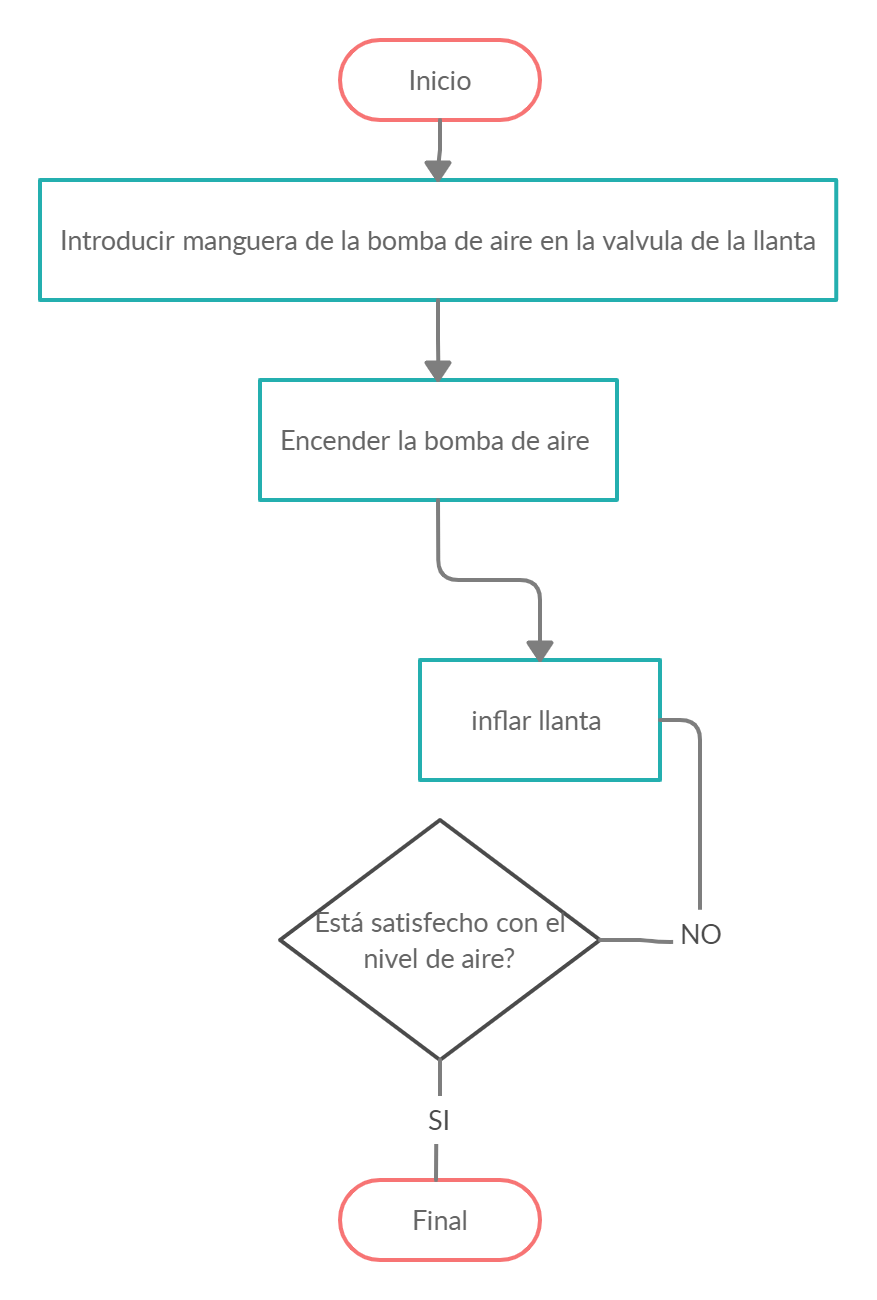 Inicio
Introducir manguera de la bomba de aire en la valvula de la llanta
Encender la bomba de aire
inflar llanta
Está satisfecho con el
nivel de aire?
NO
SI
Final